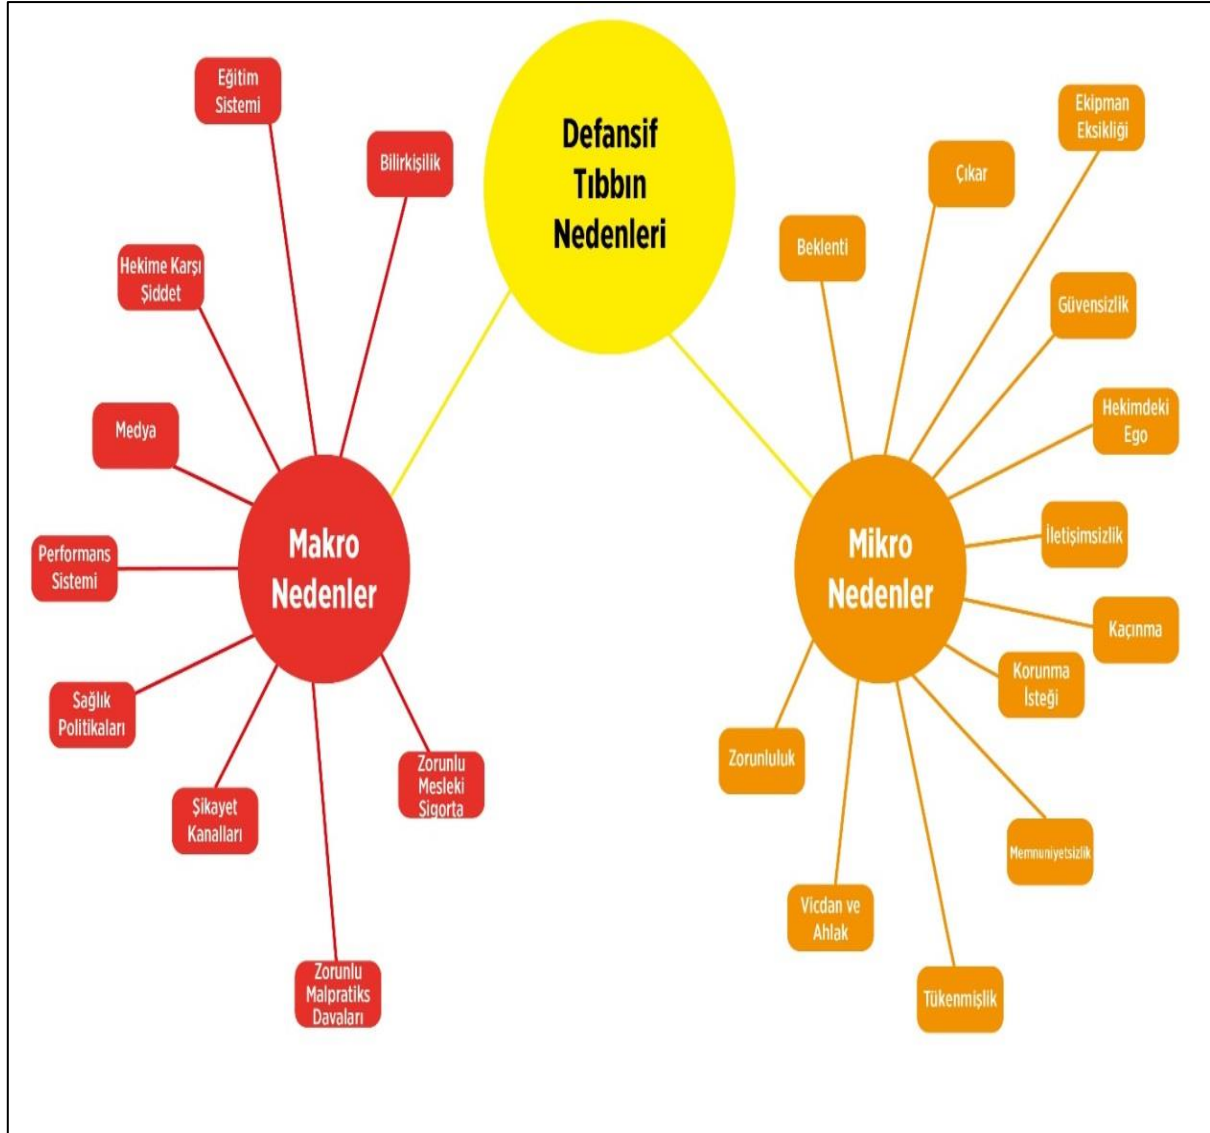 Defansif
Tıbbın
Nedenleri
Makro
Nedenler
Eğitim
Sistemi
Bilirkişilik
Hekime Karşı
Şiddet
Medya
Performans
Sistemi
Sağlık
Politikaları
Şikayet
Kanalları
Zorunlu
Malpratiks
Davaları
Zorunlu
Mesleki
Sigorta
Mikro
Nedenler
Beklenti
Çıkar
Ekipman
Eksikliği
Güvensizlik
Hekimdeki
Ego
İletişimsizlik
Kaçınma
Korunma
İsteği
Memnuniyetsizlik
Tükenmişlik
Vicdan ve
Ahlak
Zorunluluk